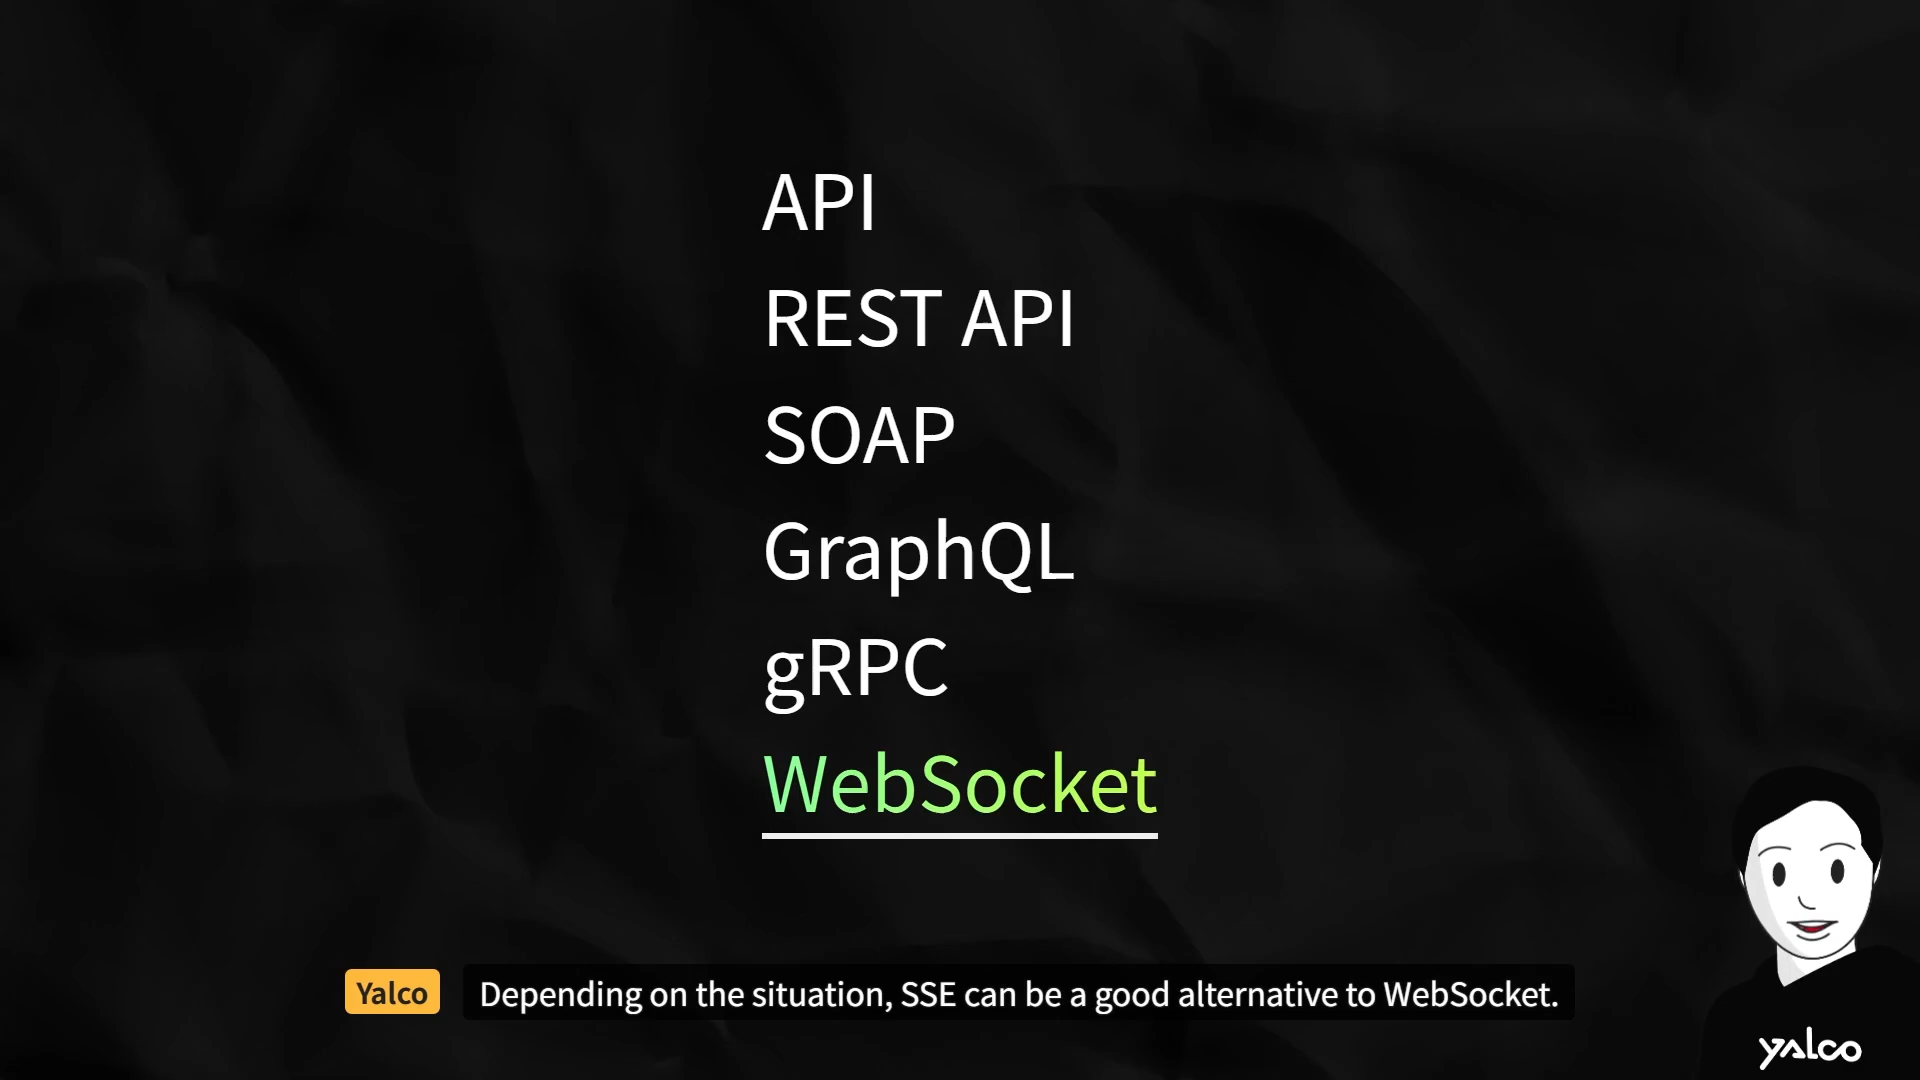 API
REST API
SOAP
GraphQL
gRPC
WebSocket
Yalco Depending on the situation, SSE can be a good alternative to WebSocket.
yalco